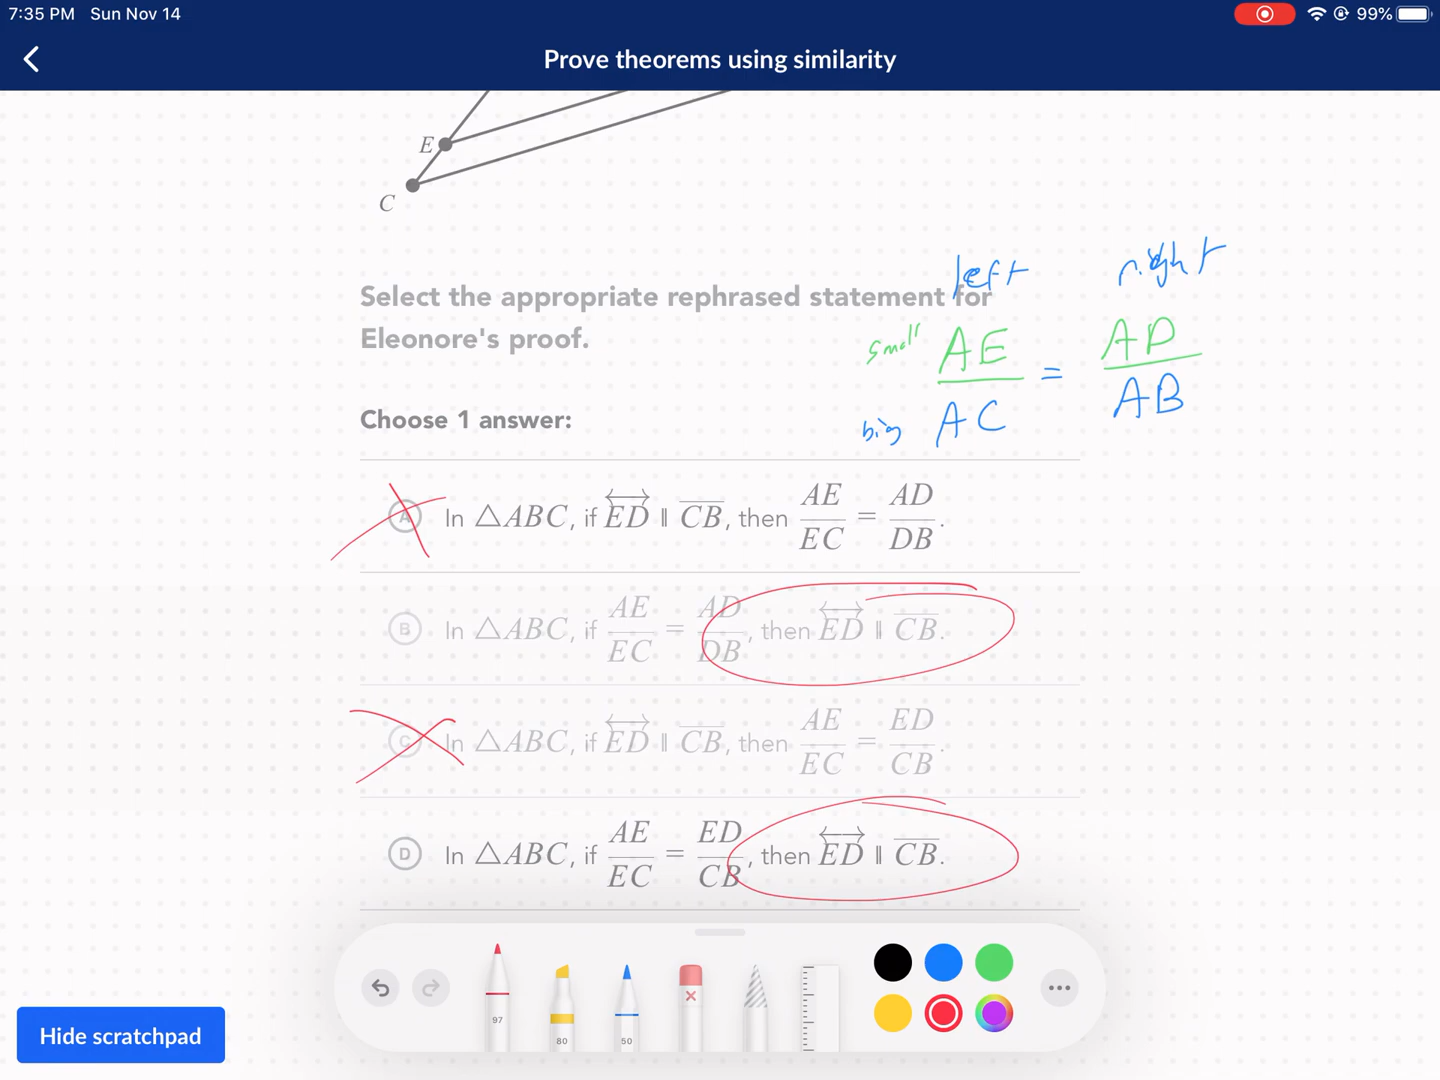 7:35 PM Sun Nov 14 99%
Prove theorems using similarity
E
C
left right
Select the appropriate rephrased statement for
Eleonore's proof.
small AE/AC = AD/AB
big
Choose 1 answer:
A In △ABC, if ED ∥ CB, then AE/EC = AD/DB.
B In △ABC, if AE/EC = AD/DB, then ED ∥ CB.
C In △ABC, if ED ∥ CB, then AE/EC = ED/CB.
D In △ABC, if AE/EC = ED/CB, then ED ∥ CB.
97 80 50
Hide scratchpad